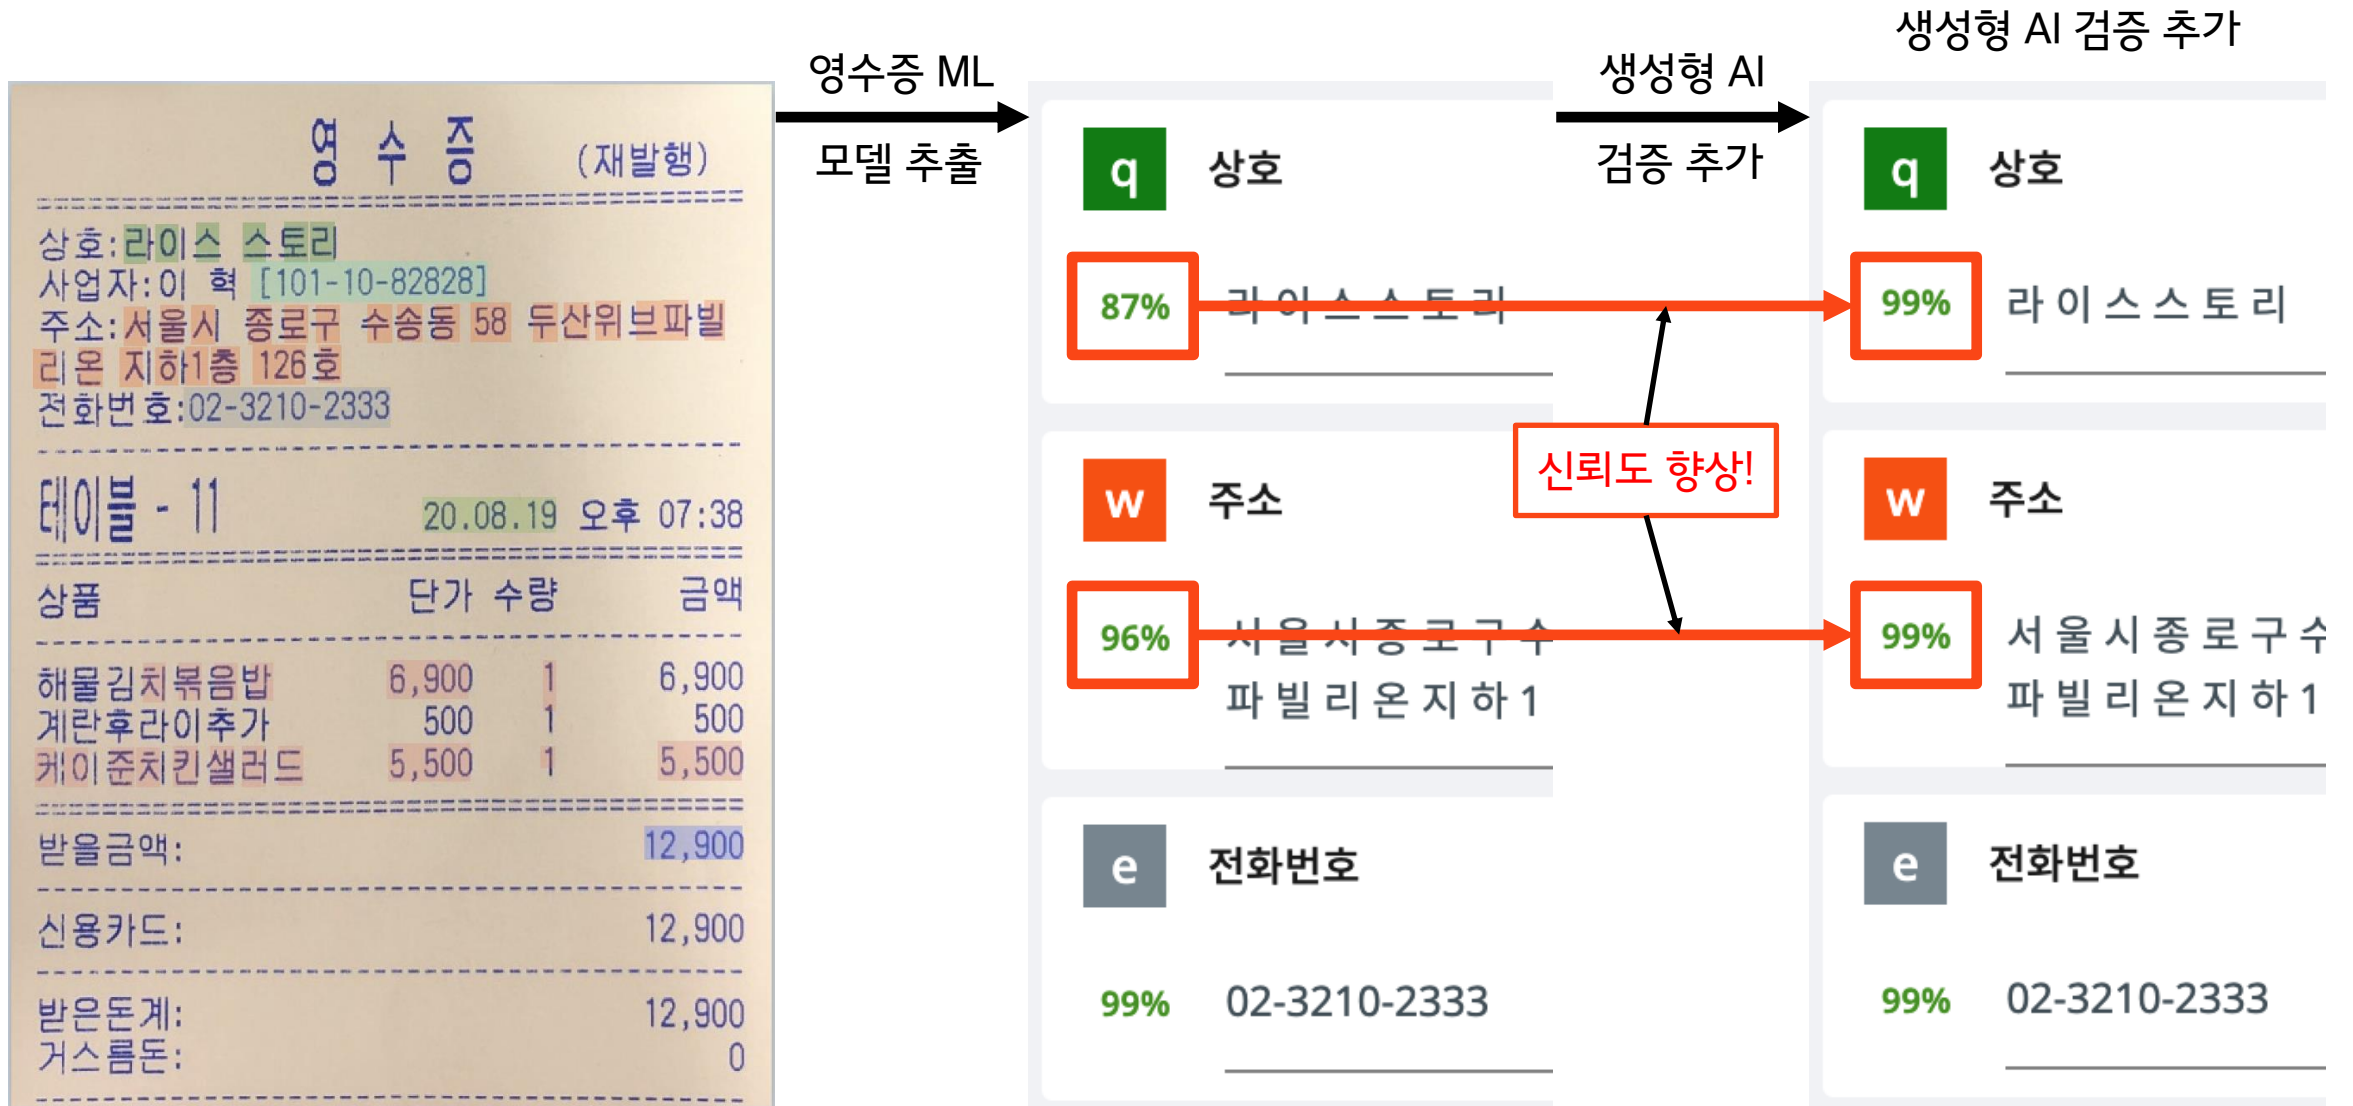 영 수 증 (재발행)
상호:라이스 스토리
사업자:이 혁 [101-10-82828]
주소:서울시 종로구 수송동 58 두산위브파빌
리온 지하1층 126호
전화번호:02-3210-2333
테이블 - 11 20.08.19 오후 07:38
상품 단가 수량 금액
해물김치볶음밥 6,900 1 6,900
계란후라이추가 500 1 500
케이준치킨샐러드 5,500 1 5,500
받을금액: 12,900
신용카드: 12,900
받은돈계: 12,900
거스름돈: 0
영수증 ML
모델 추출
q 상호
87% 라 이 스 스 토 리
w 주소
96% 서 울 시 종 로 구 수
파 빌 리 온 지 하 1
e 전화번호
99% 02-3210-2333
신뢰도 향상!
생성형 AI
검증 추가
생성형 AI 검증 추가
q 상호
99% 라 이 스 스 토 리
w 주소
99% 서 울 시 종 로 구 수
파 빌 리 온 지 하 1
e 전화번호
99% 02-3210-2333